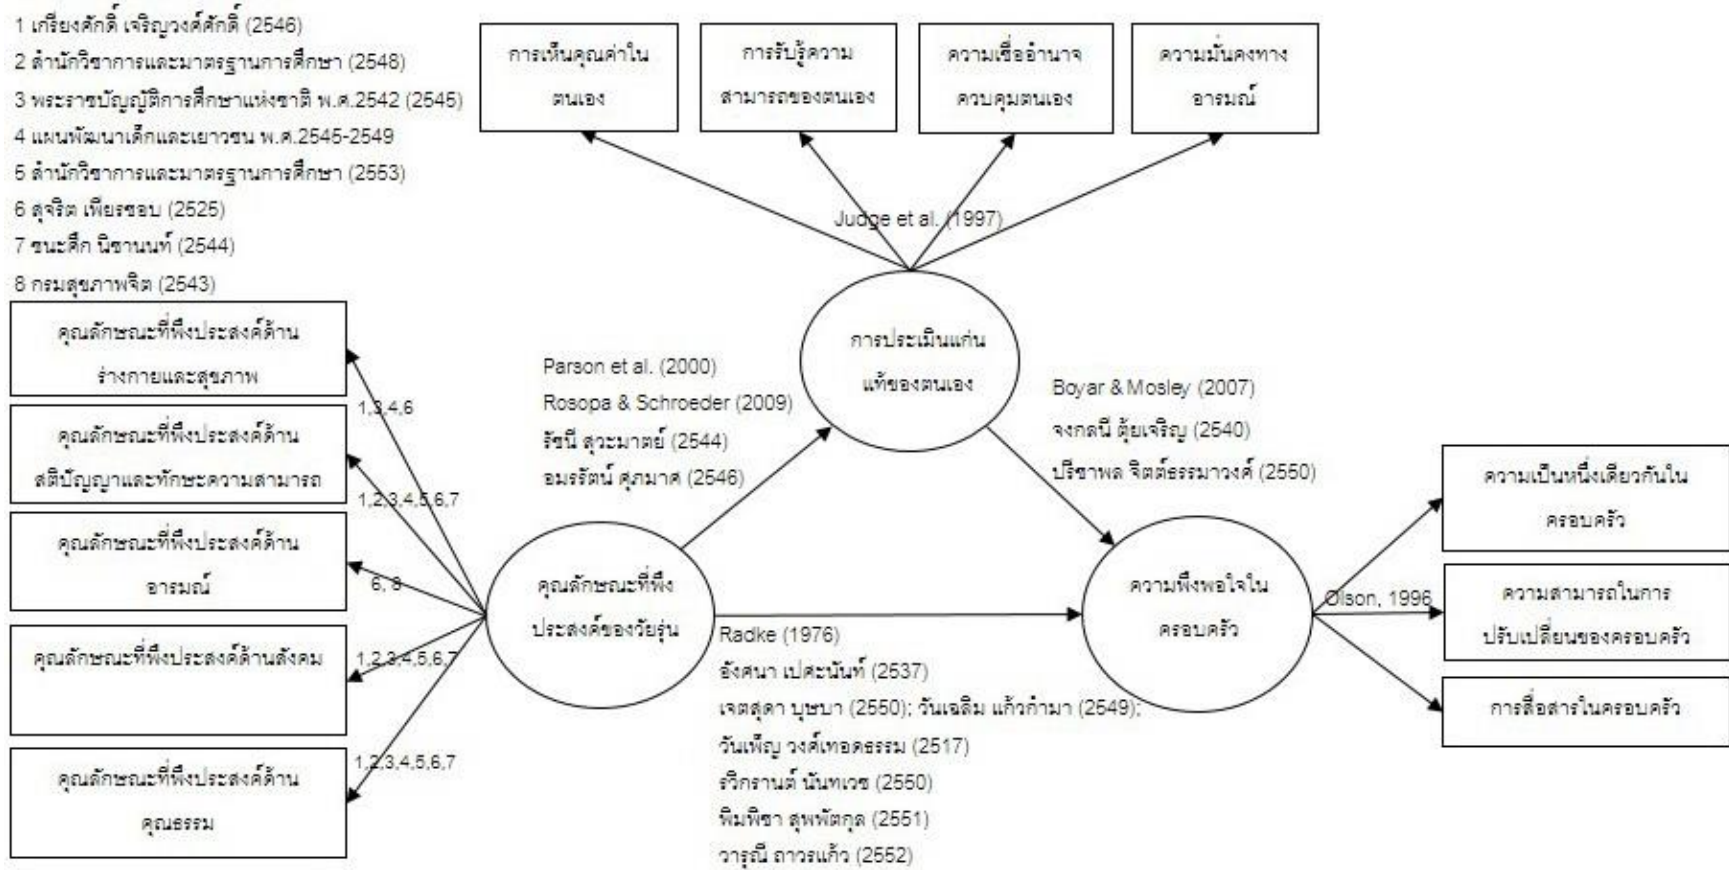 1 เกรียงศักดิ์ เจริญวงศ์ศักดิ์ (2546)
2 สำนักวิชาการและมาตรฐานการศึกษา (2548)
3 พระราชบัญญัติการศึกษาแห่งชาติ พ.ศ.2542 (2545)
4 แผนพัฒนาเด็กและเยาวชน พ.ศ.2545-2549
5 สำนักวิชาการและมาตรฐานการศึกษา (2553)
6 สุจริต เพียรชอบ (2525)
7 ชนะศึก นิชานนท์ (2544)
8 กรมสุขภาพจิต (2543)
การเห็นคุณค่าใน
ตนเอง
การรับรู้ความ
สามารถของตนเอง
ความเชื่ออำนาจ
ควบคุมตนเอง
ความมั่นคงทาง
อารมณ์
Judge et al. (1997)
การประเมินแก่น
แท้ของตนเอง
คุณลักษณะที่พึงประสงค์ด้าน
ร่างกายและสุขภาพ
1,3,4,6
คุณลักษณะที่พึงประสงค์ด้าน
สติปัญญาและทักษะความสามารถ
1,2,3,4,5,6,7
คุณลักษณะที่พึงประสงค์ด้าน
อารมณ์
6, 8
คุณลักษณะที่พึงประสงค์ด้านสังคม
1,2,3,4,5,6,7
คุณลักษณะที่พึงประสงค์ด้าน
คุณธรรม
1,2,3,4,5,6,7
Parson et al. (2000)
Rosopa & Schroeder (2009)
รัชนี สุวะมาตย์ (2544)
อมรรัตน์ ศุภมาศ (2546)
Boyar & Mosley (2007)
จงกลนี ตุ้ยเจริญ (2540)
ปรีชาพล จิตต์ธรรมาวงศ์ (2550)
คุณลักษณะที่พึง
ประสงค์ของวัยรุ่น
ความพึงพอใจใน
ครอบครัว
Radke (1976)
อังศนา เปศะนันท์ (2537)
เจตสุดา บุษบา (2550); วันเฉลิม แก้วกำมา (2549);
วันเพ็ญ วงศ์เทอดธรรม (2517)
รวิกรานต์ นันทเวช (2550)
พิมพิชา สุพพัตกุล (2551)
วารุณี ถาวรแก้ว (2552)
Olson, 1996
ความเป็นหนึ่งเดียวกันใน
ครอบครัว
ความสามารถในการ
ปรับเปลี่ยนของครอบครัว
การสื่อสารในครอบครัว